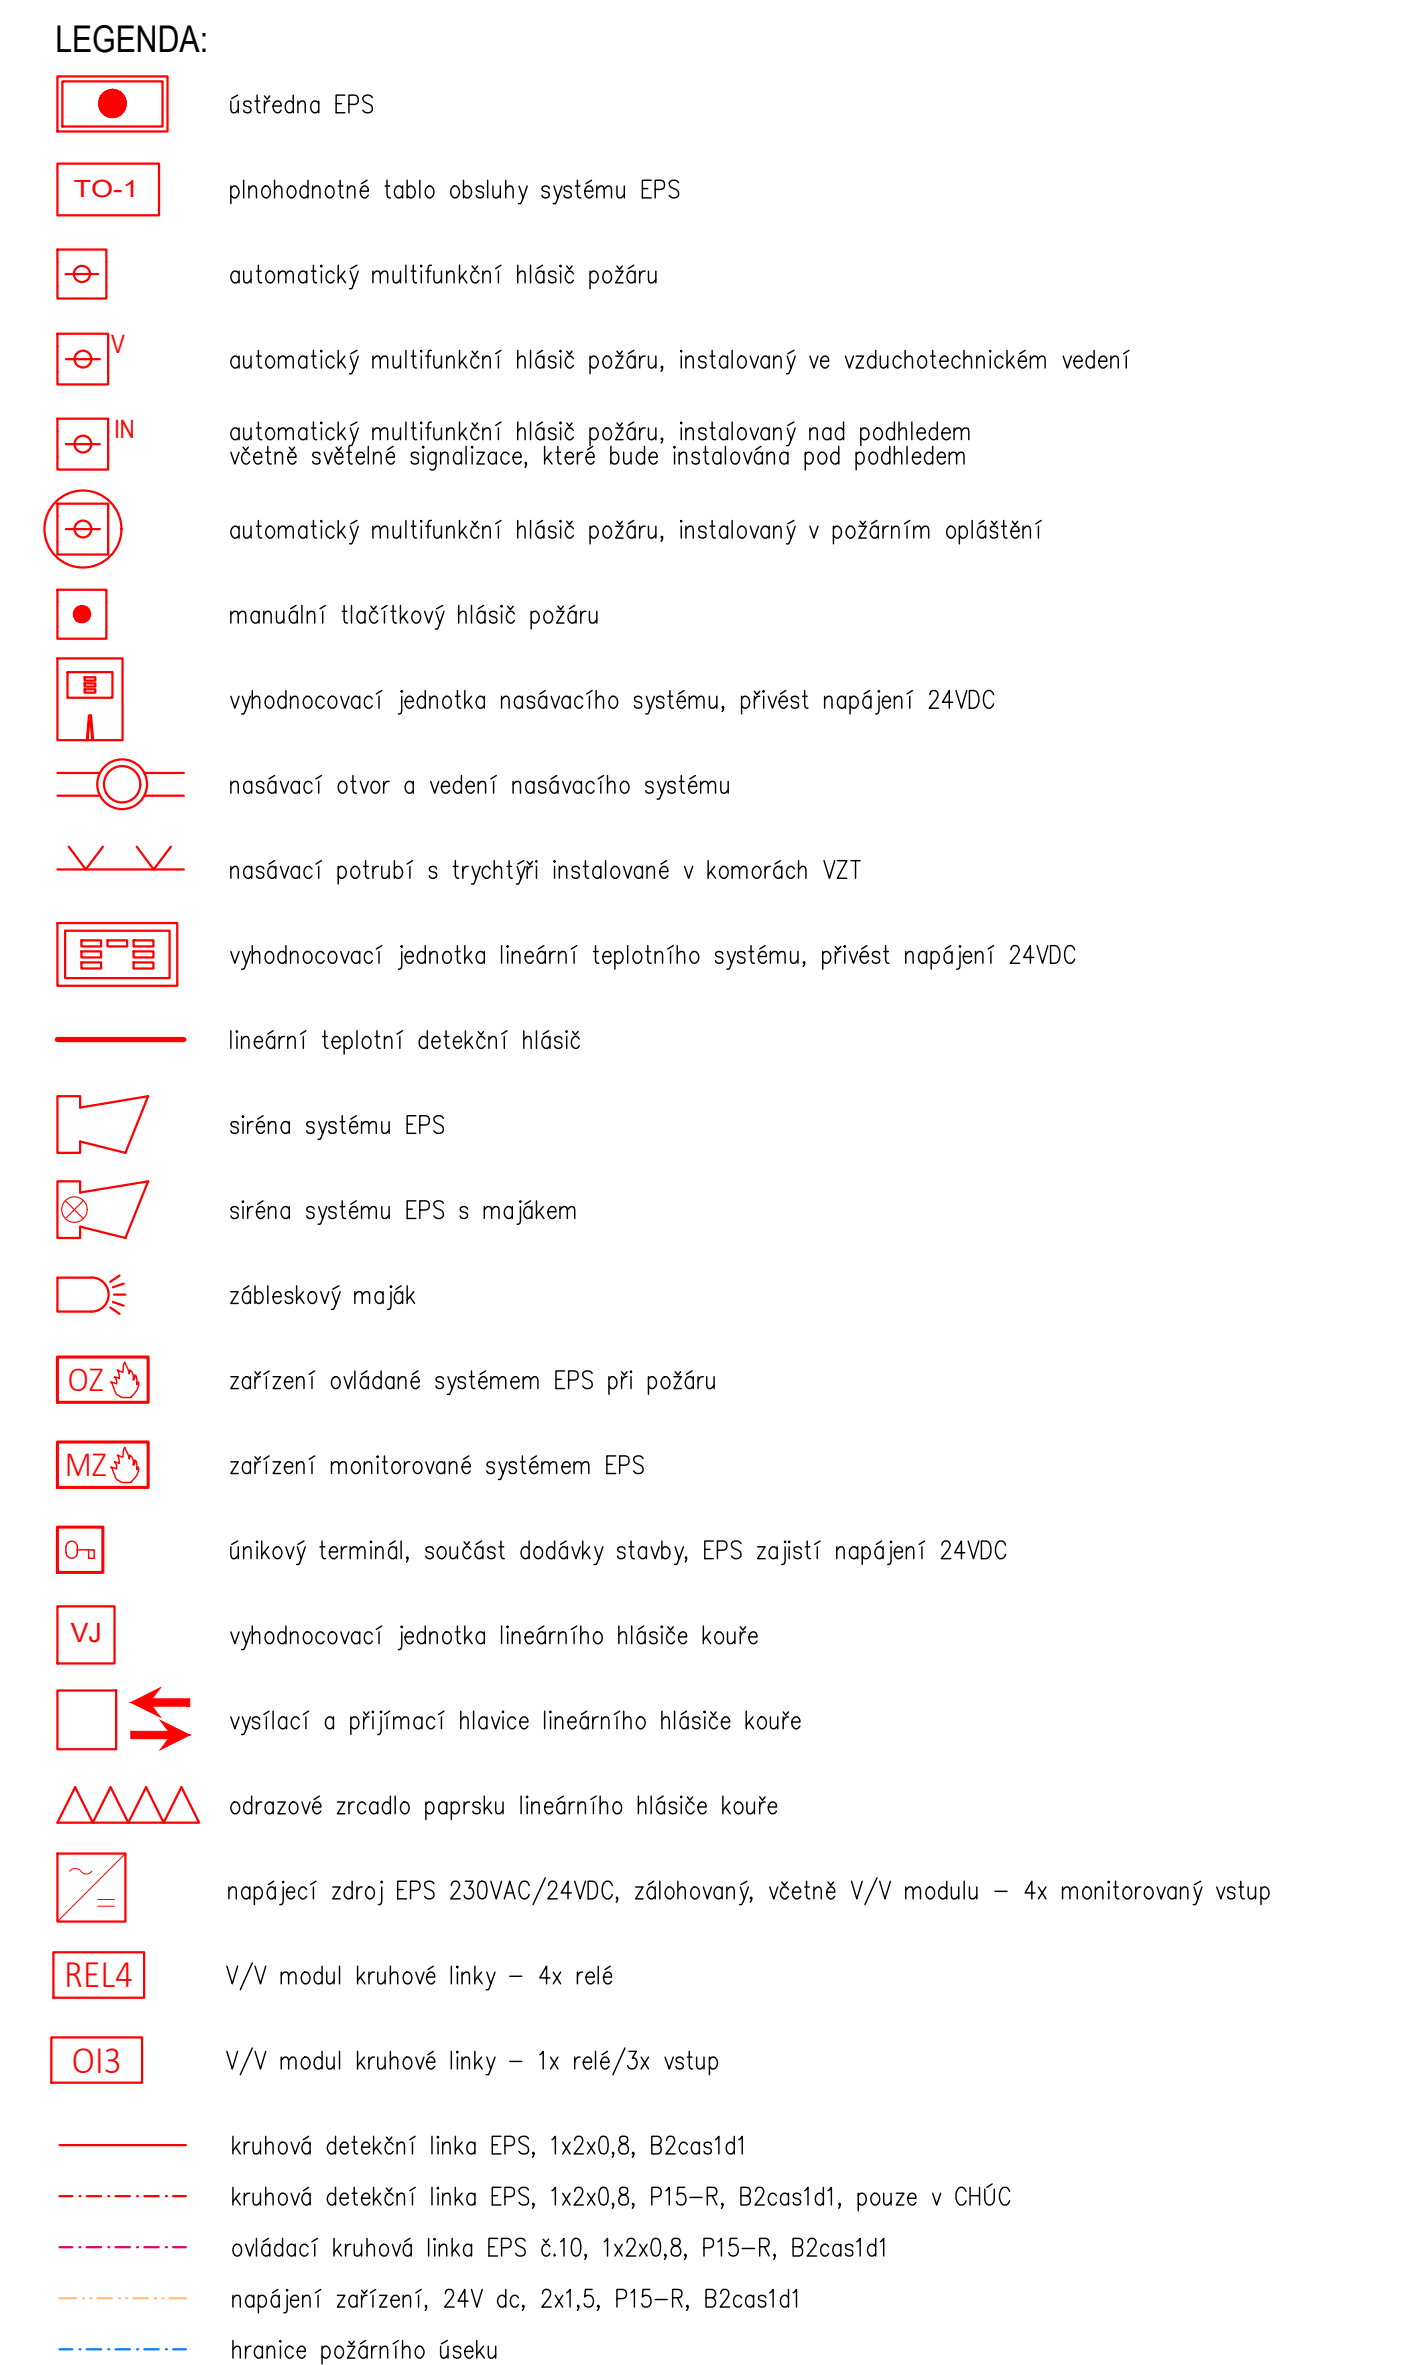 LEGENDA:
ústředna EPS
TO-1 plnohodnotné tablo obsluhy systému EPS
automatický multifunkční hlásič požáru
V automatický multifunkční hlásič požáru, instalovaný ve vzduchotechnickém vedení
IN automatický multifunkční hlásič požáru, instalovaný nad podhledem
včetně světelné signalizace, které bude instalována pod podhledem
automatický multifunkční hlásič požáru, instalovaný v požárním opláštění
manuální tlačítkový hlásič požáru
vyhodnocovací jednotka nasávacího systému, přivést napájení 24VDC
nasávací otvor a vedení nasávacího systému
nasávací potrubí s trychtýři instalované v komorách VZT
vyhodnocovací jednotka lineární teplotního systému, přivést napájení 24VDC
lineární teplotní detekční hlásič
siréna systému EPS
siréna systému EPS s majákem
zábleskový maják
OZ zařízení ovládané systémem EPS při požáru
MZ zařízení monitorované systémem EPS
únikový terminál, součást dodávky stavby, EPS zajistí napájení 24VDC
VJ vyhodnocovací jednotka lineárního hlásiče kouře
vysílací a přijímací hlavice lineárního hlásiče kouře
odrazové zrcadlo paprsku lineárního hlásiče kouře
napájecí zdroj EPS 230VAC/24VDC, zálohovaný, včetně V/V modulu – 4x monitorovaný vstup
REL4 V/V modul kruhové linky – 4x relé
OI3 V/V modul kruhové linky – 1x relé/3x vstup
kruhová detekční linka EPS, 1x2x0,8, B2cas1d1
kruhová detekční linka EPS, 1x2x0,8, P15–R, B2cas1d1, pouze v CHÚC
ovládací kruhová linka EPS č.10, 1x2x0,8, P15–R, B2cas1d1
napájení zařízení, 24V dc, 2x1,5, P15–R, B2cas1d1
hranice požárního úseku